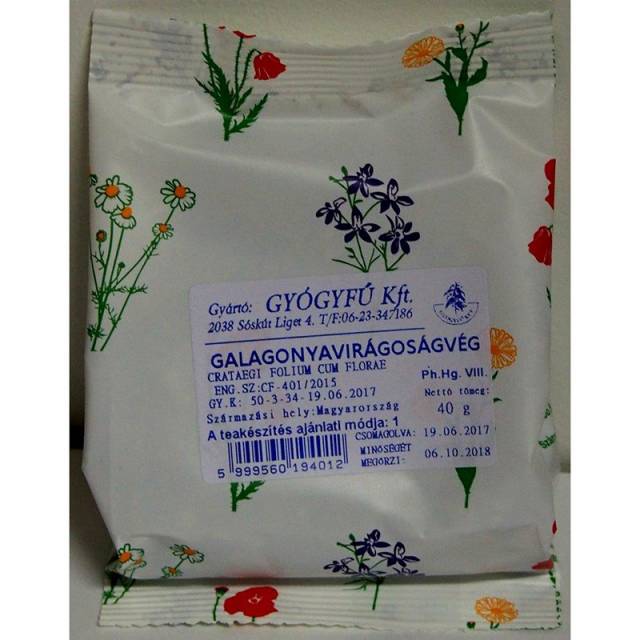 Gyártó: GYÓGYFŰ Kft.
2038 Sóskút Liget 4. T/F:06-23-347186
GALAGONYAVIRÁGOSÁGVÉG
CRATAEGI FOLIUM CUM FLORAE
Ph.Hg. VIII.
ENG.SZ:CF-401/2015
GY.K: 50-3-34-19.06.2017
Nettó tömeg:
Származási hely:Magyarország
40 g
A teakészítés ajánlati módja: 1
CSOMAGOLVA: 19.06.2017
MINŐSÉGÉT
MEGŐRZI: 06.10.2018
5 999560 194012